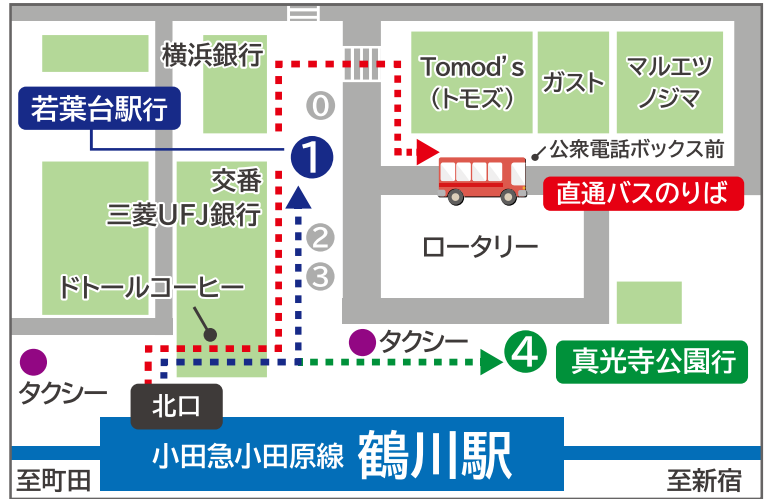 横浜銀行
Tomod's
（トモズ）
ガスト
マルエツ
ノジマ
若葉台駅行
0
1
公衆電話ボックス前
交番
三菱UFJ銀行
直通バスのりば
2
ロータリー
3
ドトールコーヒー
タクシー
4
真光寺公園行
タクシー
北口
小田急小田原線 鶴川駅
至町田
至新宿